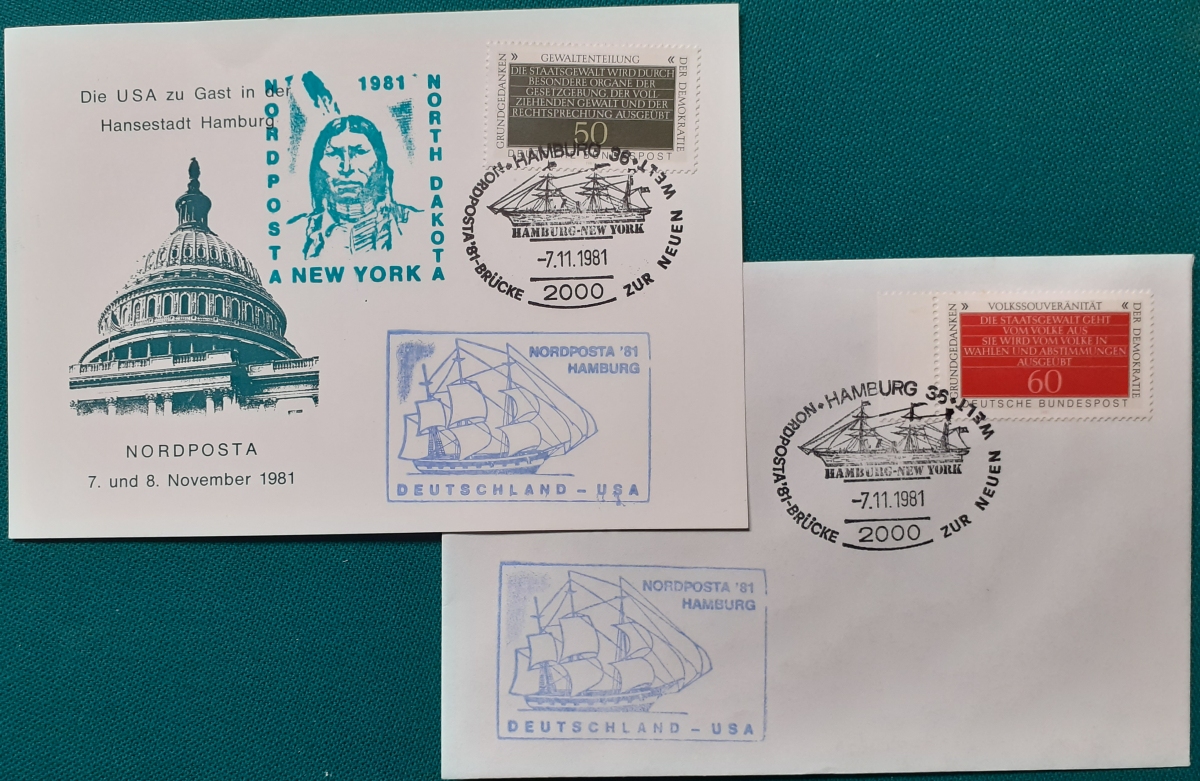 Die USA zu Gast in der
Hansestadt Hamburg
NORDPOSTA
1981
NORTH DAKOTA
NEW YORK
NORDPOSTA
7. und 8. November 1981
» GEWALTENTEILUNG «
GRUNDGEDANKEN
DIE STAATSGEWALT WIRD DURCH
BESONDERE ORGANE DER
GESETZGEBUNG DER VOLL-
ZIEHENDEN GEWALT UND DER
RECHTSPRECHUNG AUSGEÜBT
50
DER DEMOKRATIE
DEUTSCHE BUNDESPOST
HAMBURG 36
NORDPOSTA'81-BRÜCKE ZUR NEUEN WELT
HAMBURG-NEW YORK
-7.11.1981
2000
NORDPOSTA '81
HAMBURG
DEUTSCHLAND – USA
» VOLKSSOUVERÄNITÄT «
GRUNDGEDANKEN
DIE STAATSGEWALT GEHT
VOM VOLKE AUS
SIE WIRD VOM VOLKE IN
WAHLEN UND ABSTIMMUNGEN
AUSGEÜBT
60
DER DEMOKRATIE
DEUTSCHE BUNDESPOST
HAMBURG 36
NORDPOSTA'81-BRÜCKE ZUR NEUEN WELT
HAMBURG-NEW YORK
-7.11.1981
2000
NORDPOSTA '81
HAMBURG
DEUTSCHLAND – USA